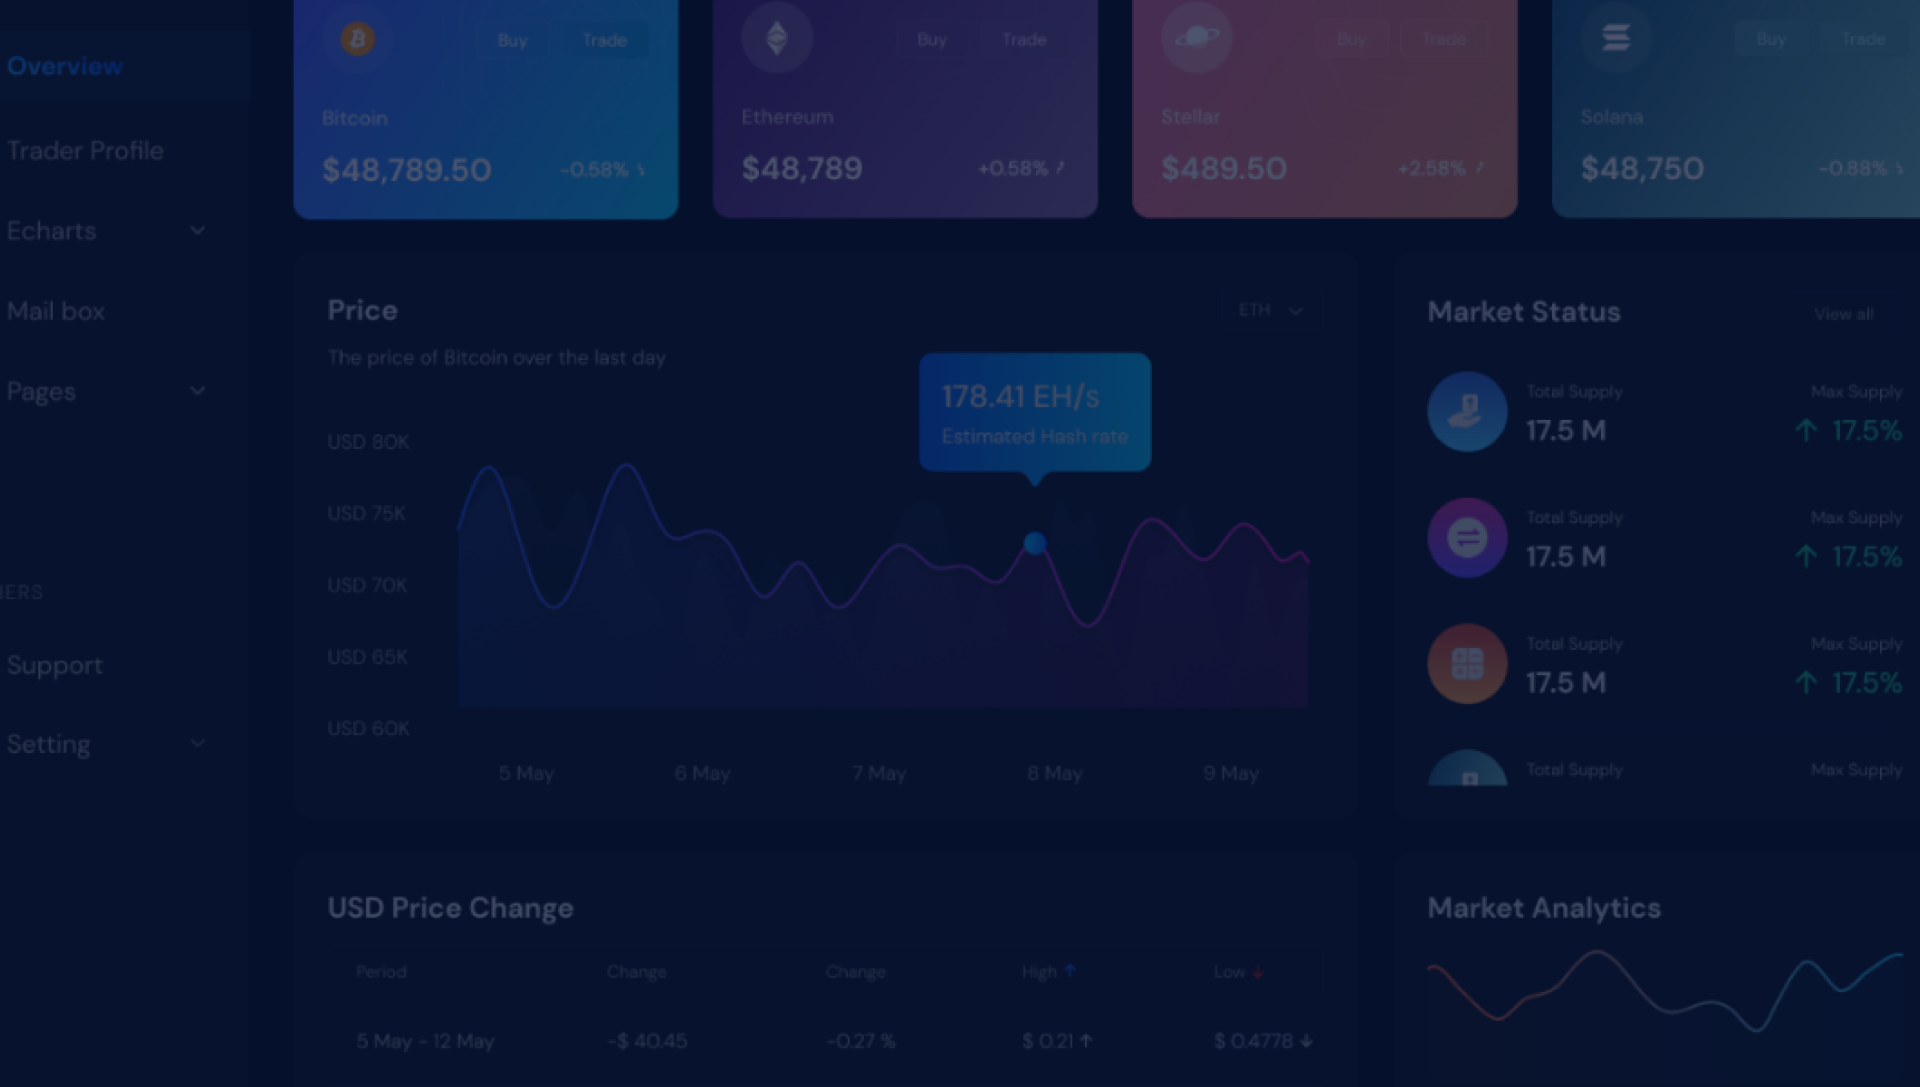 Overview
Trader Profile
Echarts
Mail box
Pages
HERS
Support
Setting
Buy
Trade
Bitcoin
$48,789.50
-0.58%
Buy
Trade
Ethereum
$48,789
+0.58%
Buy
Trade
Stellar
$489.50
+2.58%
Buy
Trade
Solana
$48,750
-0.88%
Price
ETH
The price of Bitcoin over the last day
178.41 EH/s
Estimated Hash rate
USD 80K
USD 75K
USD 70K
USD 65K
USD 60K
5 May
6 May
7 May
8 May
9 May
Market Status
View all
Total Supply
Max Supply
17.5 M
↑ 17.5%
Total Supply
Max Supply
17.5 M
↑ 17.5%
Total Supply
Max Supply
17.5 M
↑ 17.5%
Total Supply
Max Supply
USD Price Change
Period
Change
Change
High ↑
Low ↓
5 May - 12 May
-$ 40.45
-0.27 %
$ 0.21 ↑
$ 0.4778 ↓
Market Analytics